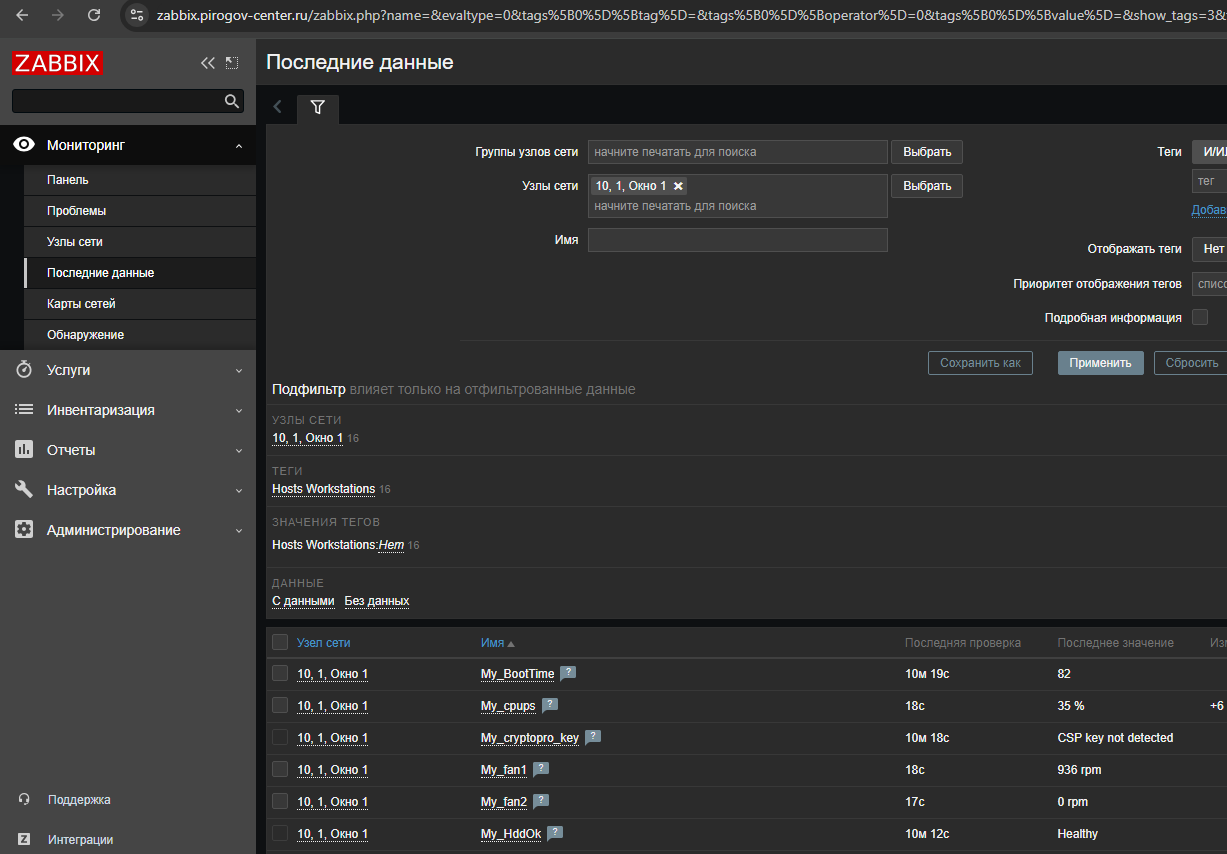 zabbix.pirogov-center.ru/zabbix.php?name=&evaltype=0&tags%5B0%5D%5Btag%5D=&tags%5B0%5D%5Boperator%5D=0&tags%5B0%5D%5Bvalue%5D=&show_tags=3&
ZABBIX
Последние данные
Мониторинг
Панель
Проблемы
Узлы сети
Последние данные
Карты сетей
Обнаружение
Услуги
Инвентаризация
Отчеты
Настройка
Администрирование
Поддержка
Z Интеграции
Группы узлов сети начните печатать для поиска Выбрать
Узлы сети 10, 1, Окно 1 Выбрать
начните печатать для поиска
Имя
Теги И/ИЛ
тег
Добав
Отображать теги Нет
Приоритет отображения тегов списо
Подробная информация
Сохранить как Применить Сбросить
Подфильтр влияет только на отфильтрованные данные
УЗЛЫ СЕТИ
10, 1, Окно 1 16
ТЕГИ
Hosts Workstations 16
ЗНАЧЕНИЯ ТЕГОВ
Hosts Workstations:Нет 16
ДАННЫЕ
С данными Без данных
Узел сети Имя Последняя проверка Последнее значение Изм
10, 1, Окно 1 My_BootTime ? 10м 19с 82
10, 1, Окно 1 My_cpups ? 18с 35 % +6
10, 1, Окно 1 My_cryptopro_key ? 10м 18с CSP key not detected
10, 1, Окно 1 My_fan1 ? 18с 936 rpm
10, 1, Окно 1 My_fan2 ? 17с 0 rpm
10, 1, Окно 1 My_HddOk ? 10м 12с Healthy